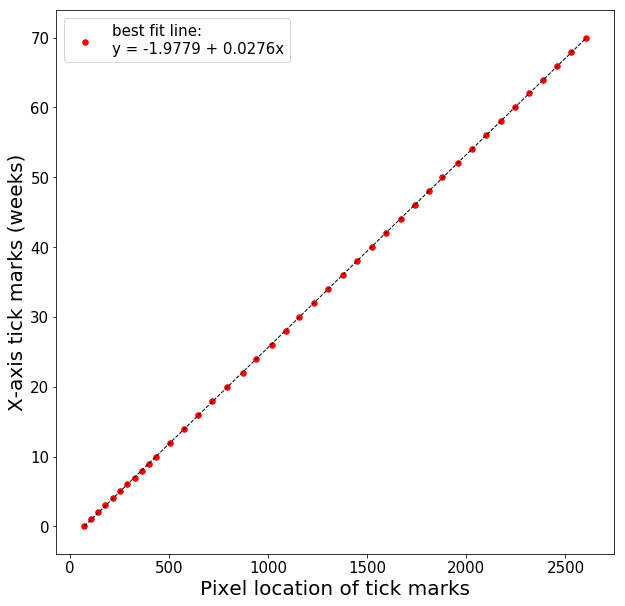 best fit line:
y = -1.9779 + 0.0276x
70
60
50
40
30
20
10
0
X-axis tick marks (weeks)
0 500 1000 1500 2000 2500
Pixel location of tick marks